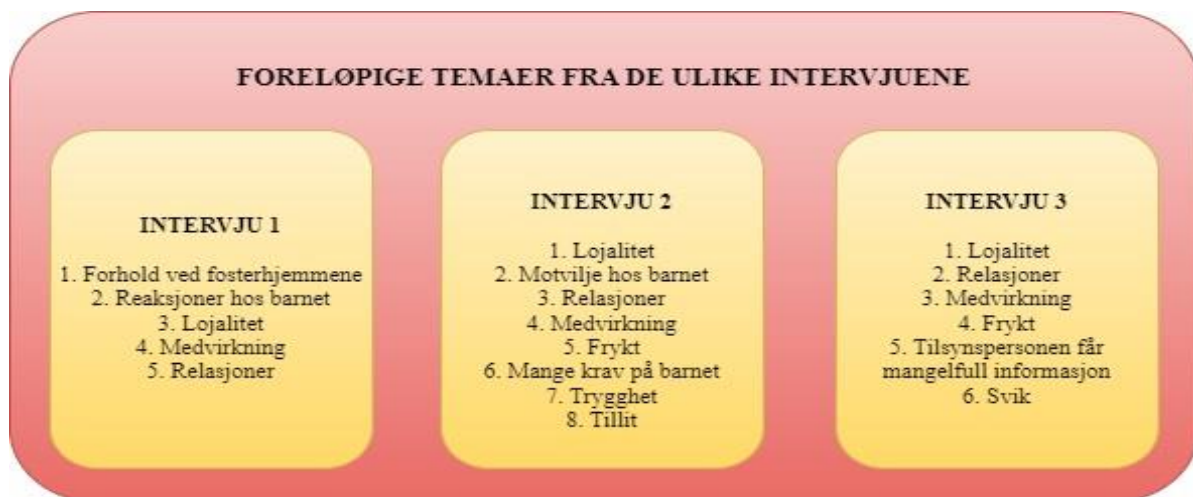 FORELØPIGE TEMAER FRA DE ULIKE INTERVJUENE
INTERVJU 1
1. Forhold ved fosterhjemmene
2. Reaksjoner hos barnet
3. Lojalitet
4. Medvirkning
5. Relasjoner
INTERVJU 2
1. Lojalitet
2. Motvilje hos barnet
3. Relasjoner
4. Medvirkning
5. Frykt
6. Mange krav på barnet
7. Trygghet
8. Tillit
INTERVJU 3
1. Lojalitet
2. Relasjoner
3. Medvirkning
4. Frykt
5. Tilsynspersonen får
mangelfull informasjon
6. Svik